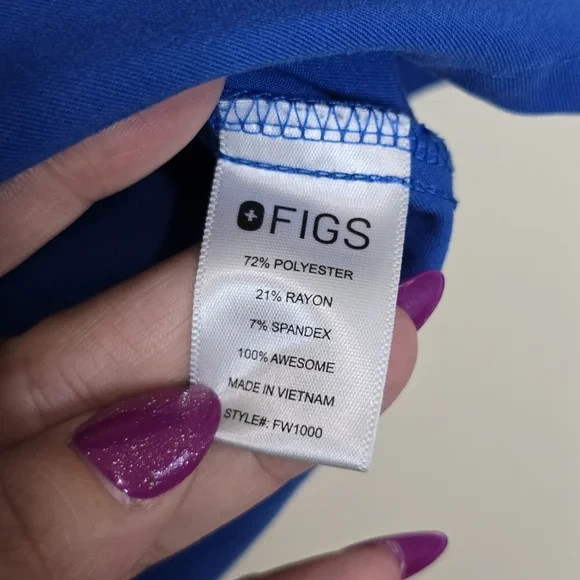 FIGS
72% POLYESTER
21% RAYON
7% SPANDEX
100% AWESOME
MADE IN VIETNAM
STYLE#: FW1000